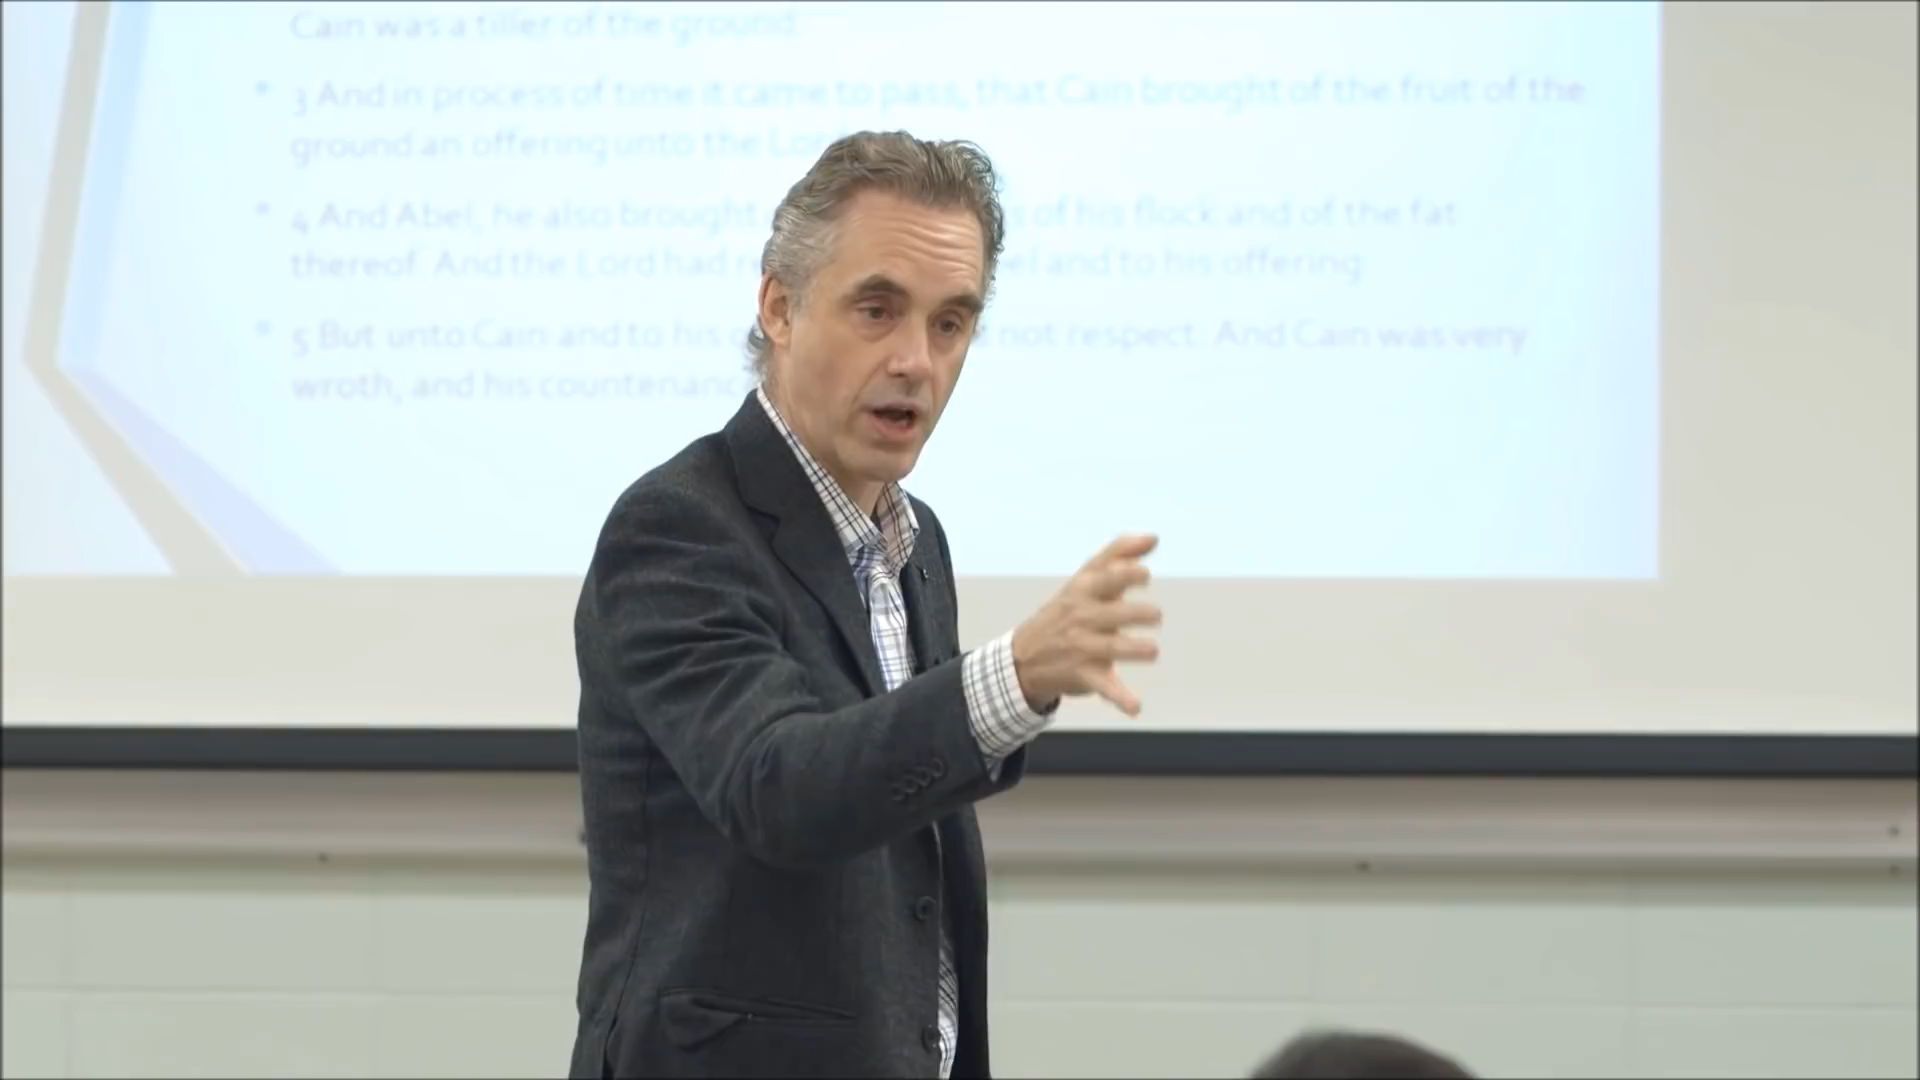 Cain was a tiller of the ground.
3 And in process of time it came to pass, that Cain brought of the fruit of the
ground an offering unto the Lord
4 And Abel, he also brought of his flock and of the fat
thereof. And the Lord had and to his offering:
5 But unto Cain and to his not respect. And Cain was very
wroth, and his countenance